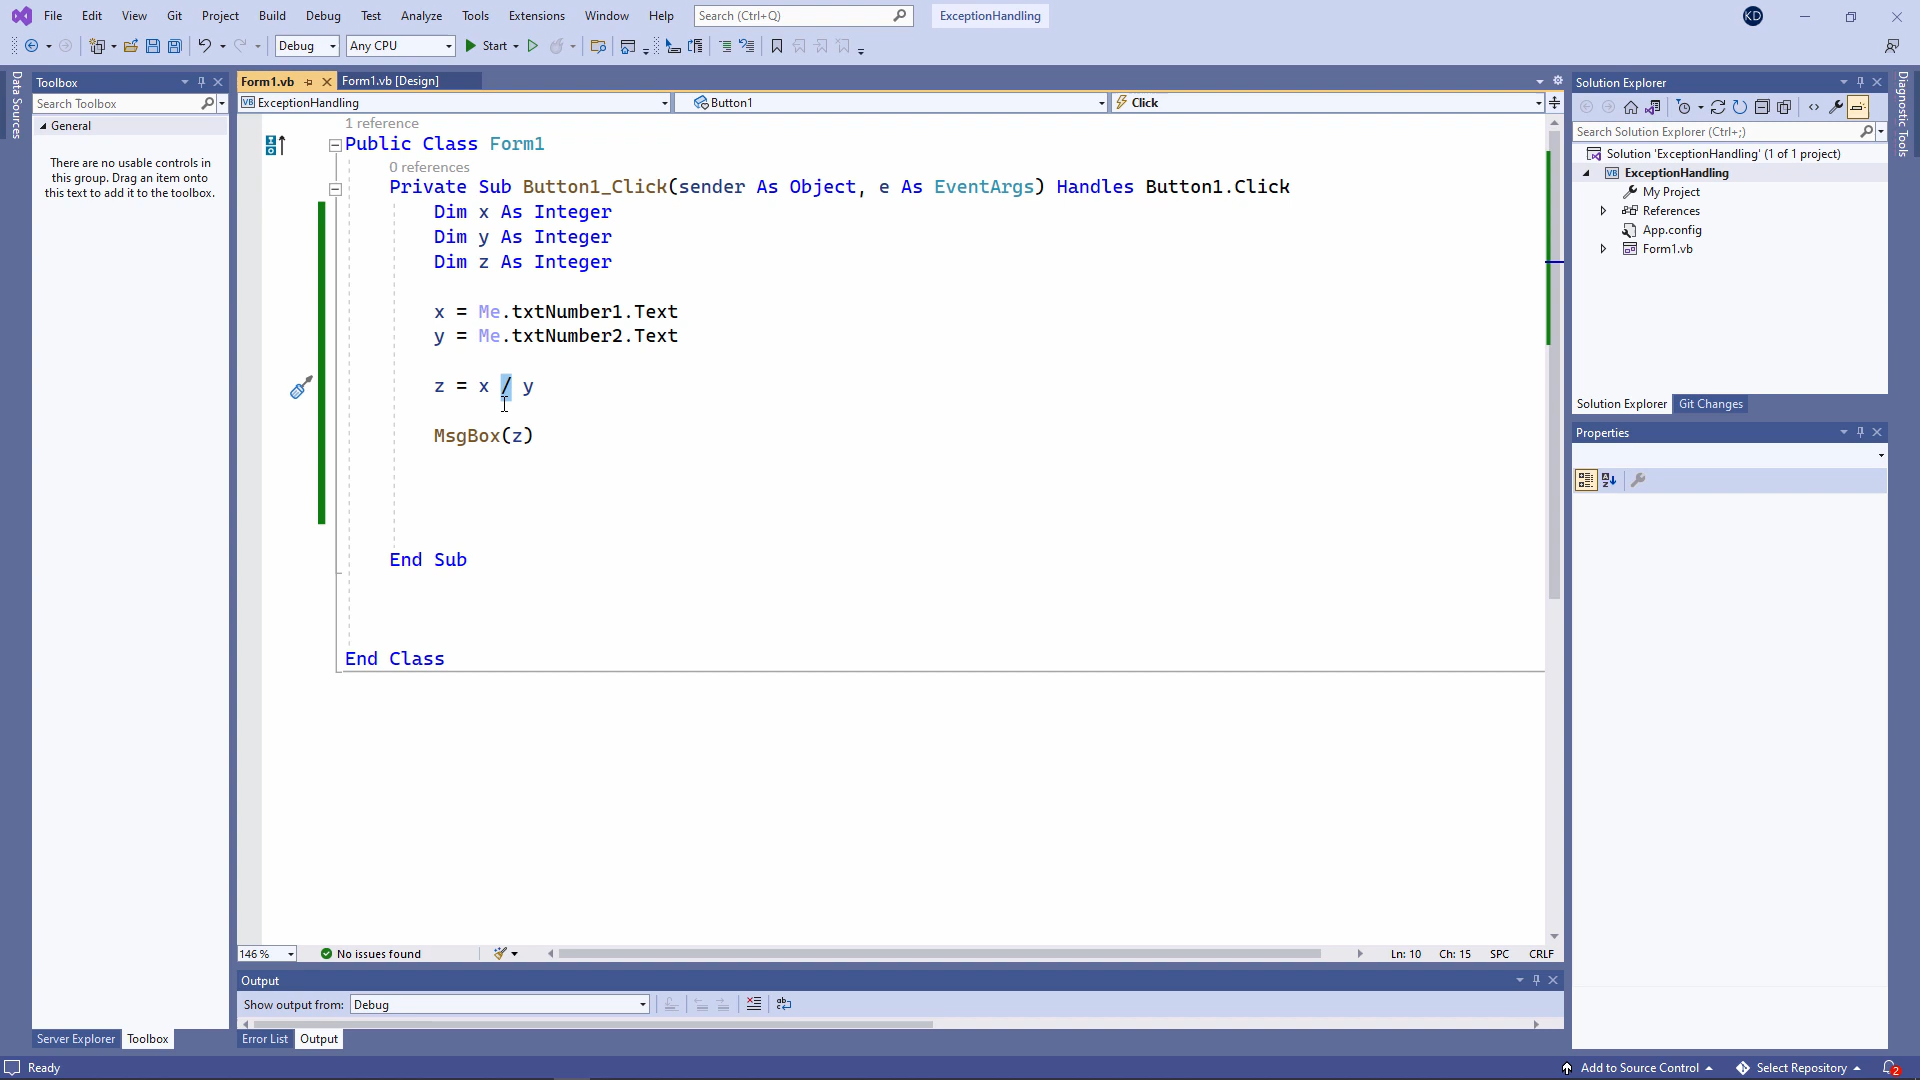 File Edit View Git Project Build Debug Test Analyze Tools Extensions Window Help Search (Ctrl+Q) ExceptionHandling KD
Debug Any CPU Start
Data Sources
Toolbox
Search Toolbox
General
There are no usable controls in
this group. Drag an item onto
this text to add it to the toolbox.
Server Explorer Toolbox
Form1.vb Form1.vb [Design]
VB ExceptionHandling Button1 Click
1 reference
Public Class Form1
0 references
Private Sub Button1_Click(sender As Object, e As EventArgs) Handles Button1.Click
Dim x As Integer
Dim y As Integer
Dim z As Integer
x = Me.txtNumber1.Text
y = Me.txtNumber2.Text
z = x / y
MsgBox(z)
End Sub
End Class
146 % No issues found Ln: 10 Ch: 15 SPC CRLF
Output
Show output from: Debug
Error List Output
Solution Explorer
Search Solution Explorer (Ctrl+;)
Solution 'ExceptionHandling' (1 of 1 project)
VB ExceptionHandling
My Project
References
App.config
Form1.vb
Solution Explorer Git Changes
Properties
Diagnostic Tools
Ready Add to Source Control Select Repository 2